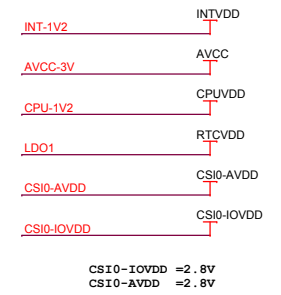 INTVDD
INT-1V2
AVCC
AVCC-3V
CPUVDD
CPU-1V2
RTCVDD
LDO1
CSI0-AVDD
CSI0-AVDD
CSI0-IOVDD
CSI0-IOVDD
CSI0-IOVDD =2.8V
CSI0-AVDD =2.8V